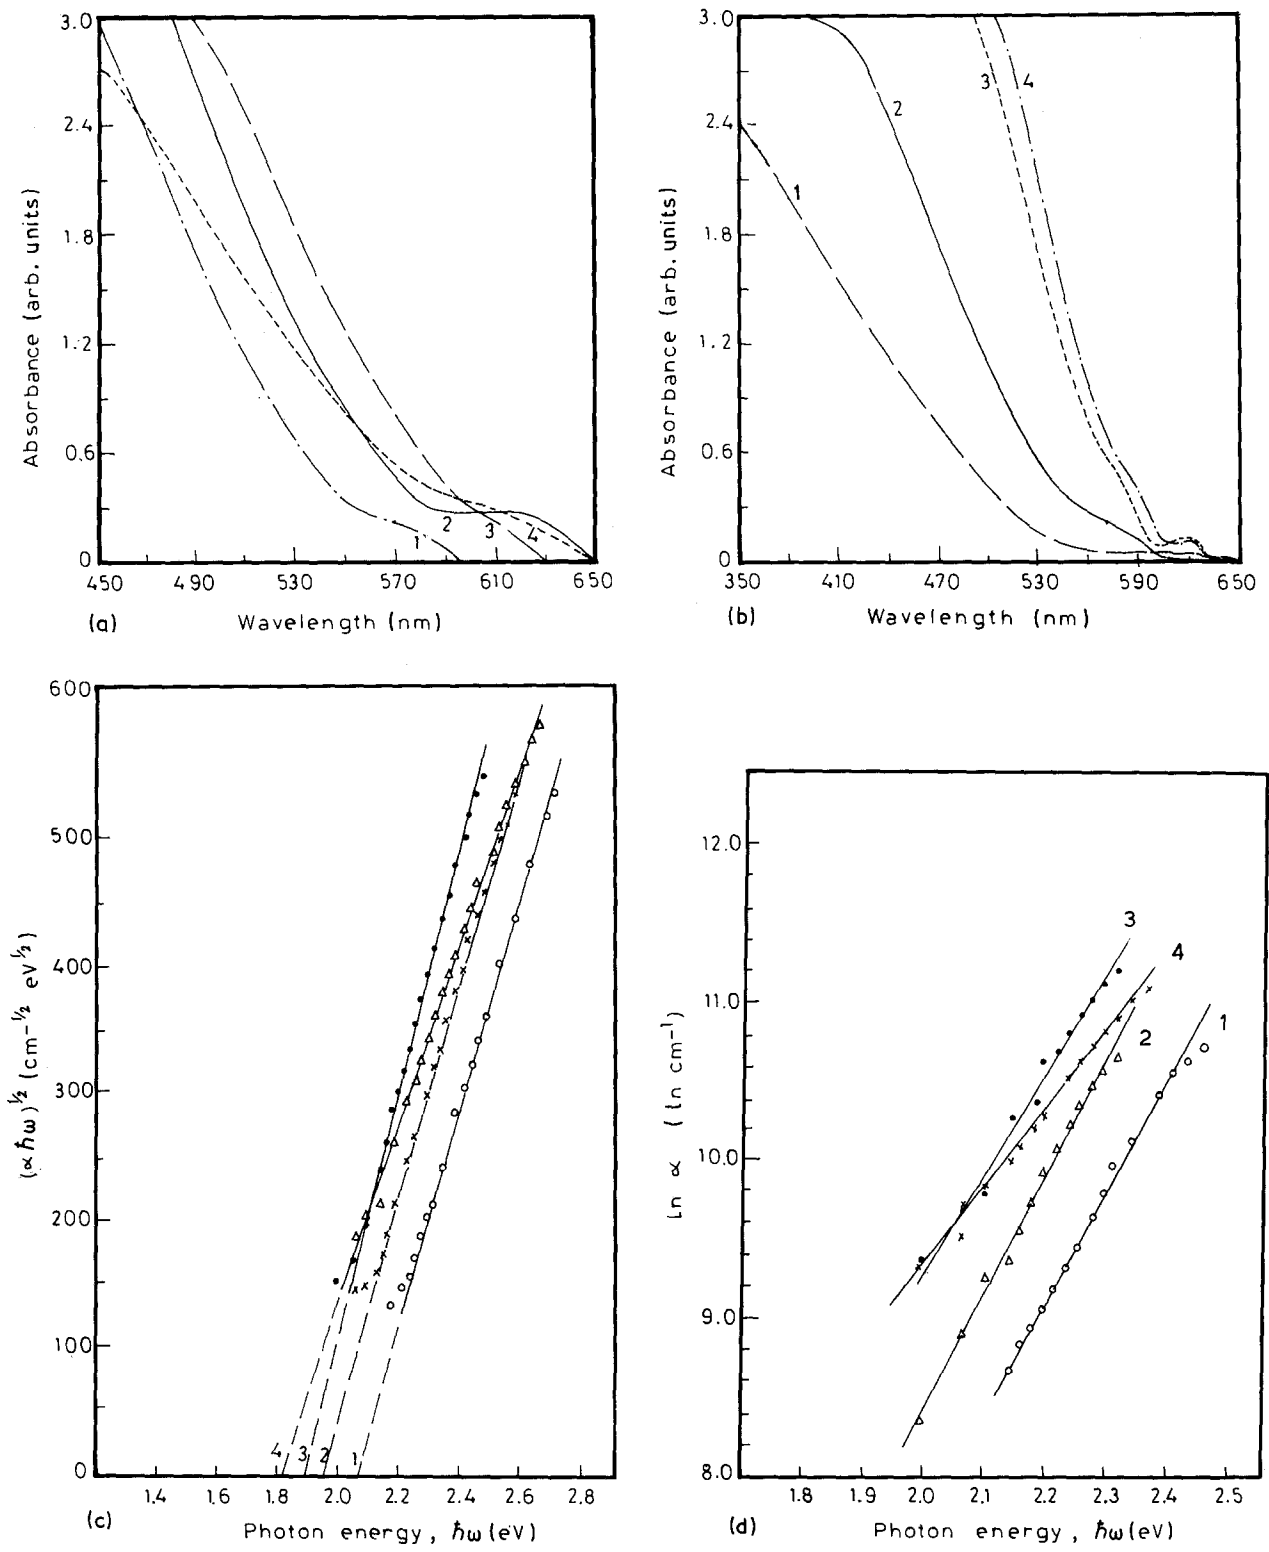 3.0
2.4
1.8
1.2
0.6
0
Absorbance (arb. units)
1
2
3
4
450 490 530 570 610 650
(a) Wavelength (nm)
3.0
2.4
1.8
1.2
0.6
0
Absorbance (arb. units)
1
2
3
4
350 410 470 530 590 650
(b) Wavelength (nm)
600
500
400
300
200
100
0
(αħω)^1/2 (cm^-1/2 eV^1/2)
4 3 2 1
1.4 1.6 1.8 2.0 2.2 2.4 2.6 2.8
(c) Photon energy, ħω (eV)
12.0
11.0
10.0
9.0
8.0
ln α (ln cm^-1)
3
4
1
2
1.8 1.9 2.0 2.1 2.2 2.3 2.4 2.5
(d) Photon energy, ħω (eV)